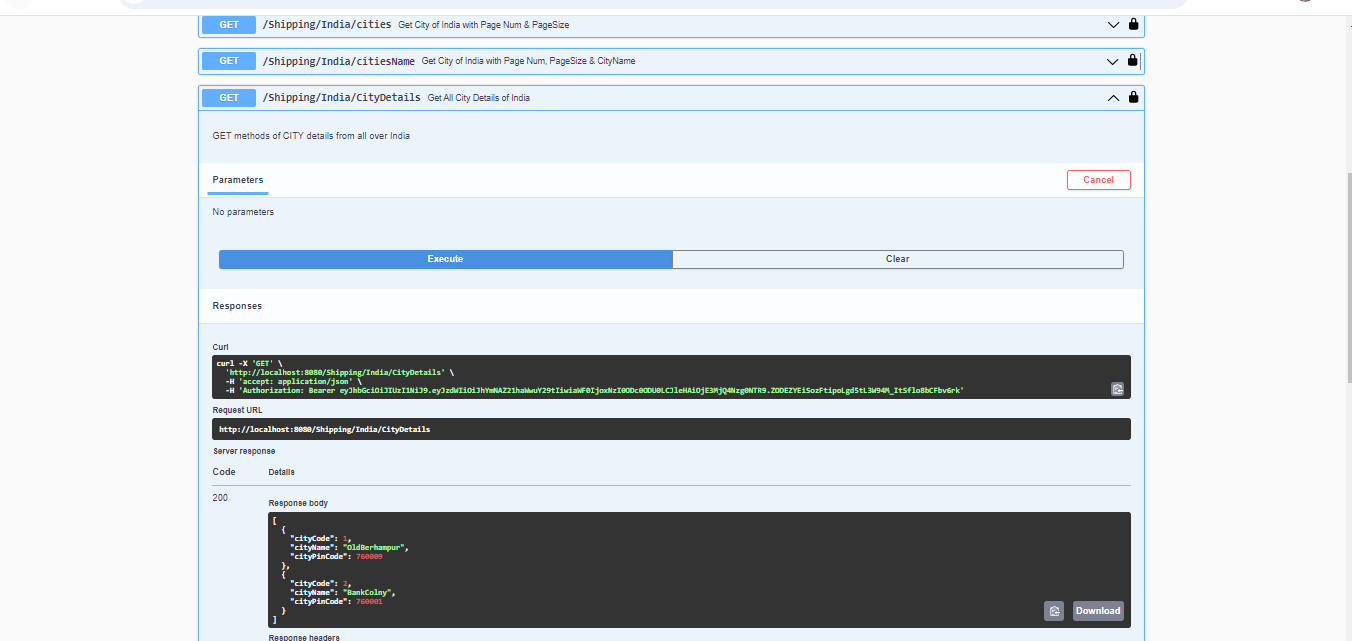 GET /Shipping/India/cities Get City of India with Page Num & PageSize
GET /Shipping/India/citiesName Get City of India with Page Num, PageSize & CityName
GET /Shipping/India/CityDetails Get All City Details of India
GET methods of CITY details from all over India
Parameters Cancel
No parameters
Execute Clear
Responses
Curl
curl -X 'GET' \
'http://localhost:8080/Shipping/India/CityDetails' \
-H 'accept: application/json' \
-H 'Authorization: Bearer
Request URL
http://localhost:8080/Shipping/India/CityDetails
Server response
Code Details
200
Response body
[
{
"cityCode": 1,
"cityName": "OldBerhampur",
"cityPinCode": 760009
},
{
"cityCode": 2,
"cityName": "BankColny",
"cityPinCode": 760001
}
]
Download
Response headers